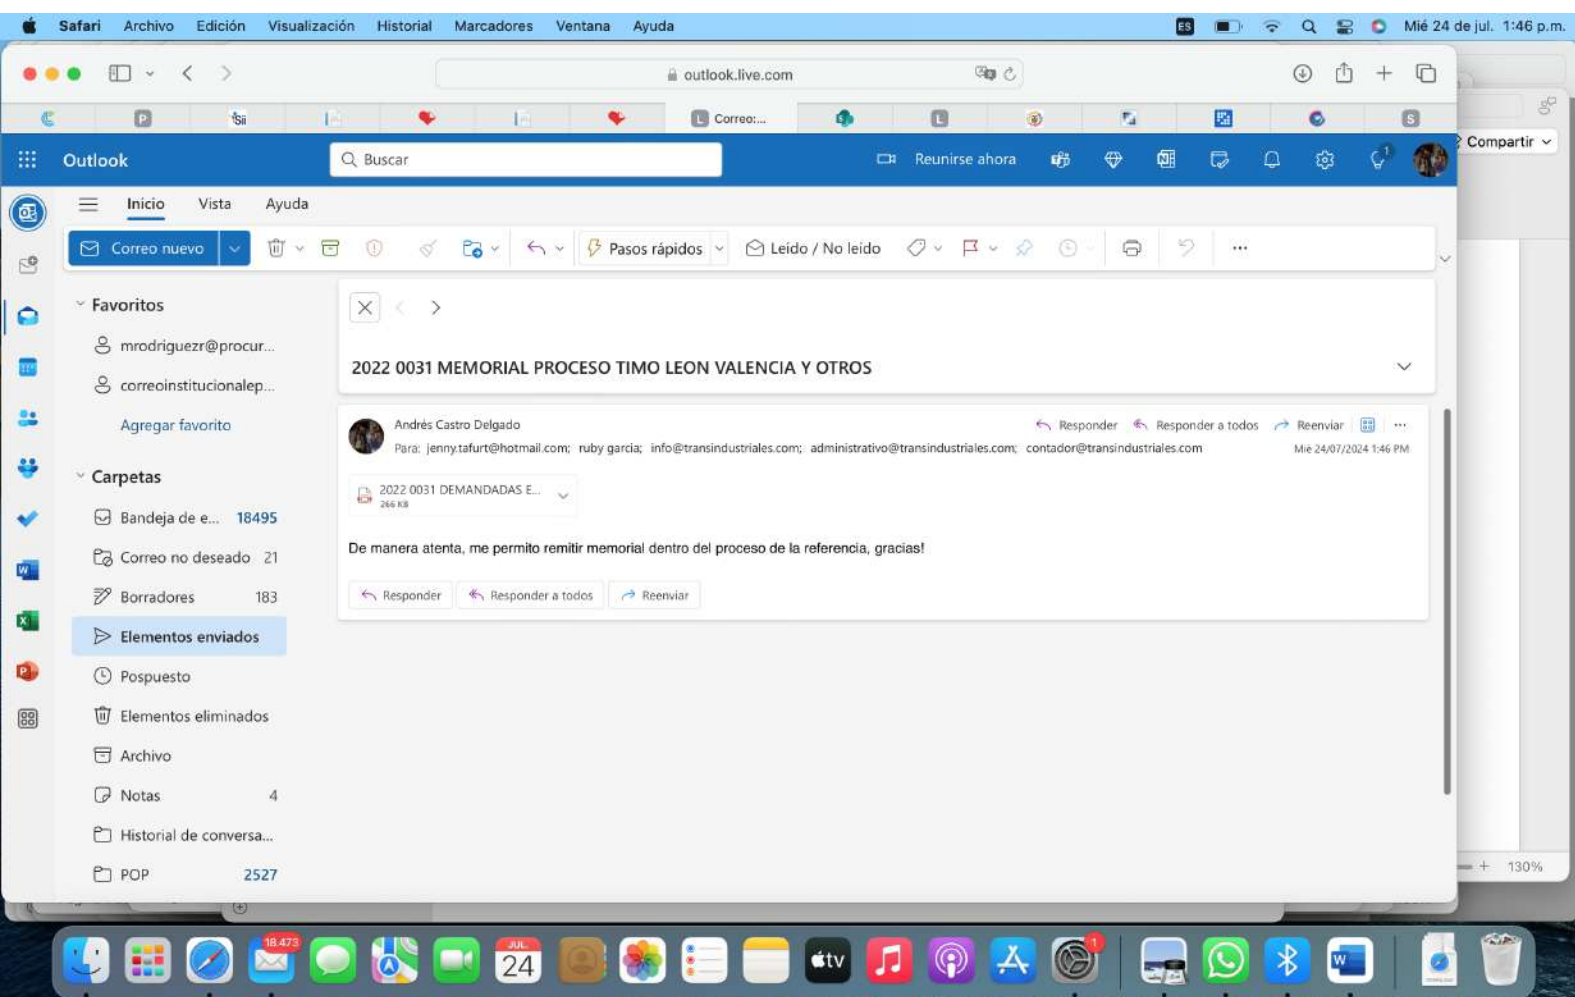 Safari Archivo Edición Visualización Historial Marcadores Ventana Ayuda ES Mié 24 de jul. 1:46 p.m.
outlook.live.com
P Sii L Correo:... L S
Compartir
Outlook Buscar Reunirse ahora 1
Inicio Vista Ayuda
Correo nuevo Pasos rápidos Leído / No leído ...
Favoritos
mrodriguezr@procur...
2022 0031 MEMORIAL PROCESO TIMO LEON VALENCIA Y OTROS
correoinstitucionalep...
Agregar favorito
Andrés Castro Delgado Responder Responder a todos Reenviar ...
Para: jenny.tafurt@hotmail.com; ruby garcia; info@transindustriales.com; administrativo@transindustriales.com; contador@transindustriales.com Mié 24/07/2024 1:46 PM
Carpetas
2022 0031 DEMANDADAS E...
266 KB
Bandeja de e... 18495
De manera atenta, me permito remitir memorial dentro del proceso de la referencia, gracias!
Correo no deseado 21
Borradores 183
Responder Responder a todos Reenviar
Elementos enviados
Pospuesto
Elementos eliminados
Archivo
Notas 4
Historial de conversa...
POP 2527
+ 130%
18.473 JUL. 24 tv 1 W